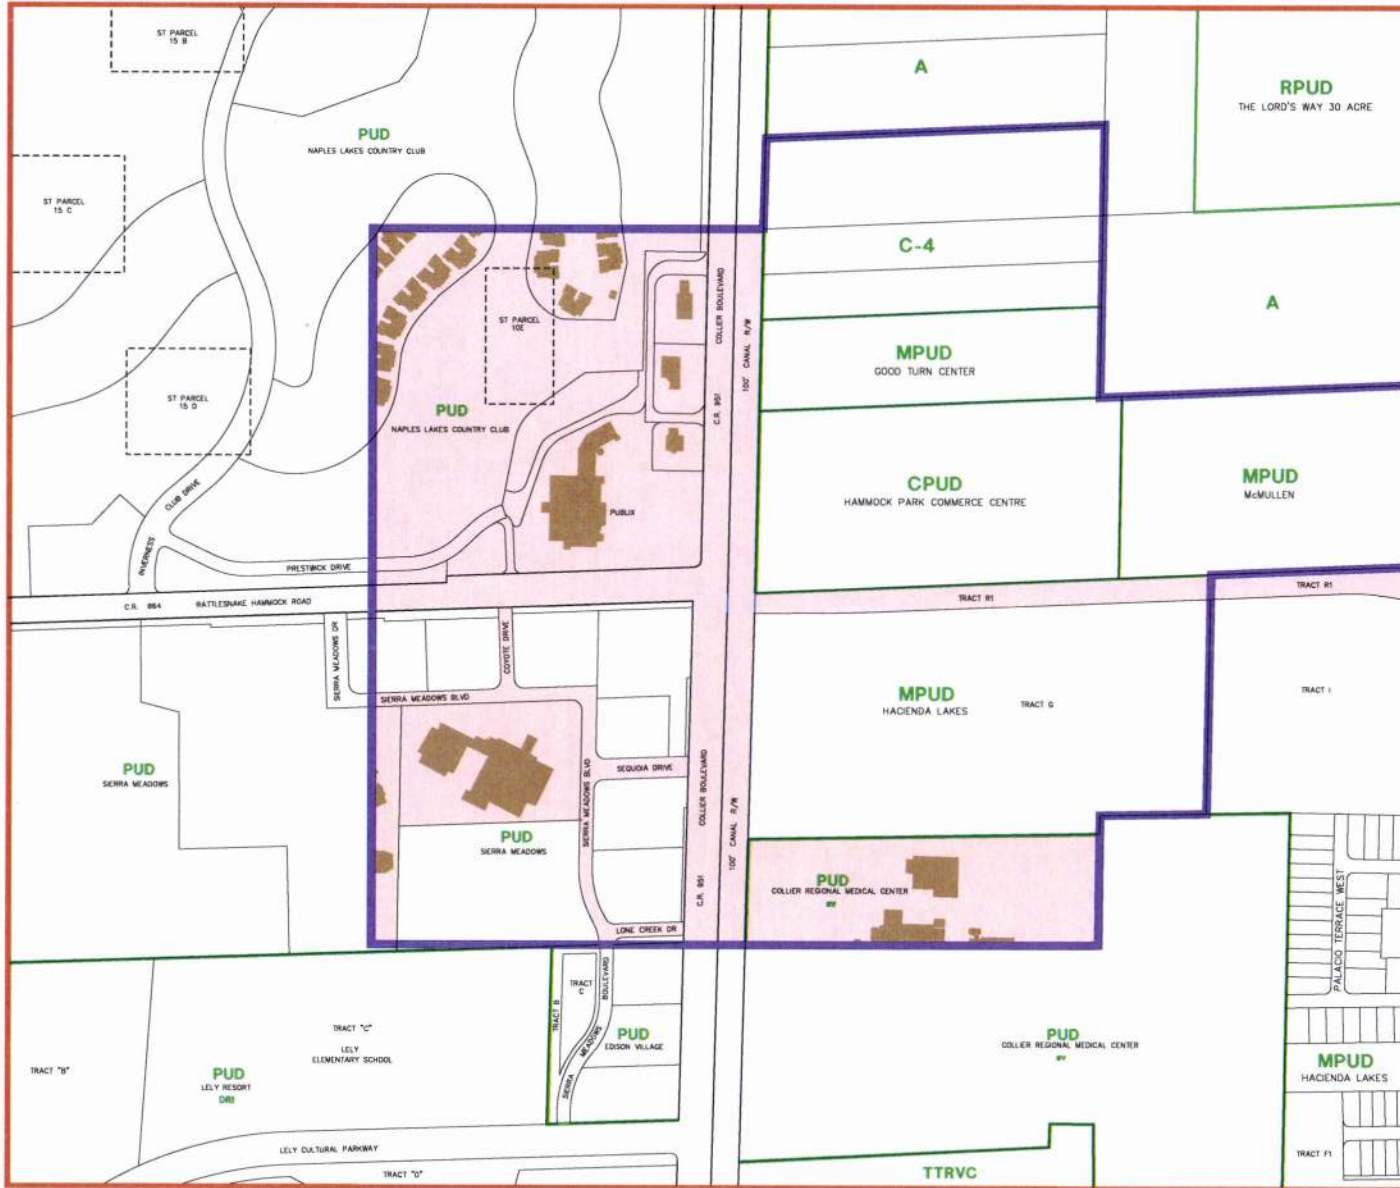 ST PARCEL
15 B
A
RPUD
THE LORD'S WAY 30 ACRE
PUD
NAPLES LAKES COUNTRY CLUB
ST PARCEL
15 C
C-4
A
COLLIER BOULEVARD
100' CANAL R/W
C.R. 951
ST PARCEL
10E
MPUD
GOOD TURN CENTER
ST PARCEL
15 D
PUD
NAPLES LAKES COUNTRY CLUB
CPUD
HAMMOCK PARK COMMERCE CENTRE
MPUD
McMULLEN
CLUB DRIVE
INVERNESS
PUBLIX
PRESTWICK DRIVE
C.R. 864
RATTLESNAKE HAMMOCK ROAD
TRACT R1
TRACT R1
SIERRA MEADOWS DR
COYOTE DRIVE
SIERRA MEADOWS BLVD
MPUD
HACIENDA LAKES
TRACT G
TRACT I
PUD
SIERRA MEADOWS
SEQUOIA DRIVE
SIERRA MEADOWS BLVD
COLLIER BOULEVARD
100' CANAL R/W
C.R. 951
PUD
SIERRA MEADOWS
PUD
COLLIER REGIONAL MEDICAL CENTER
LONE CREEK DR
PALACIO TERRACE WEST
TRACT
C
TRACT B
SIERRA MEADOWS BOULEVARD
PUD
EDISON VILLAGE
TRACT "C"
LELY
ELEMENTARY SCHOOL
TRACT "B"
PUD
LELY RESORT
DRI
PUD
COLLIER REGIONAL MEDICAL CENTER
MPUD
HACIENDA LAKES
LELY CULTURAL PARKWAY
TRACT "D"
TTRVC
TRACT F1